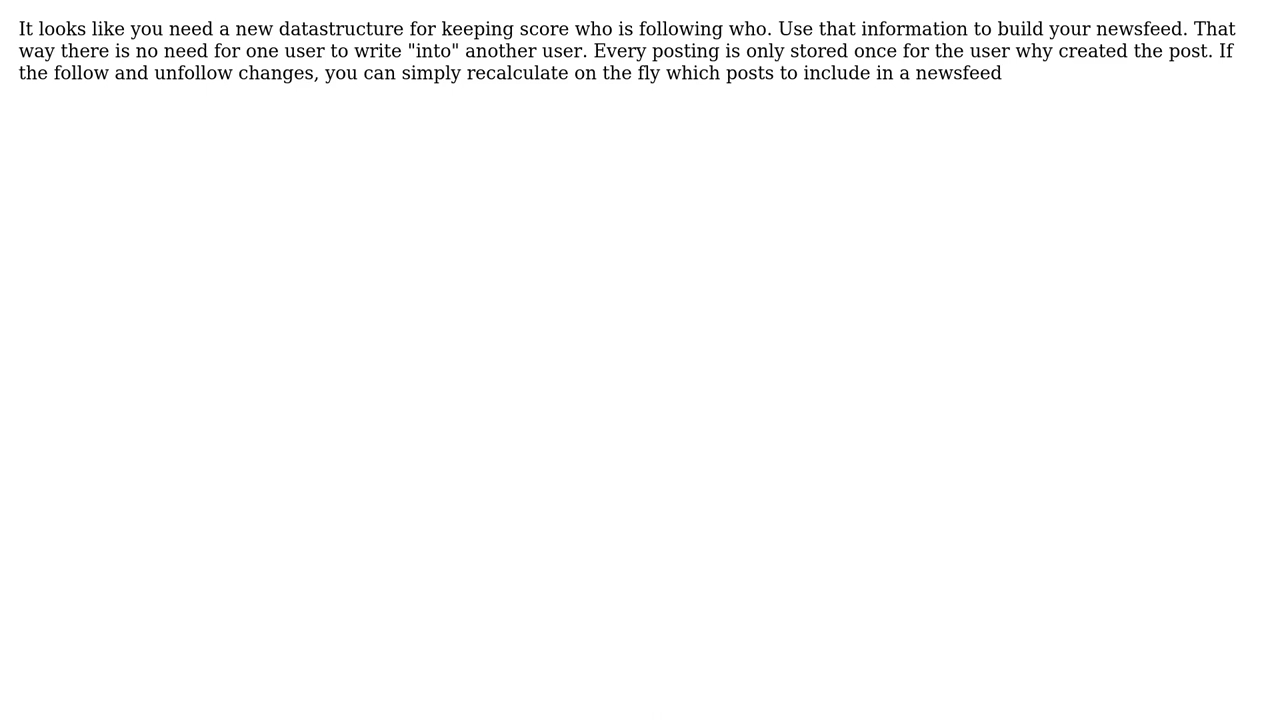 It looks like you need a new datastructure for keeping score who is following who. Use that information to build your newsfeed. That
way there is no need for one user to write "into" another user. Every posting is only stored once for the user why created the post. If
the follow and unfollow changes, you can simply recalculate on the fly which posts to include in a newsfeed